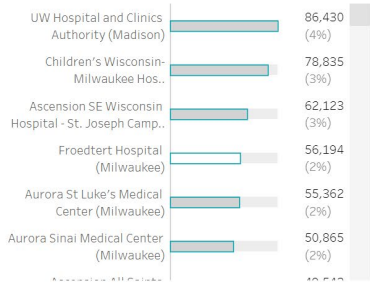 UW Hospital and Clinics 86,430
Authority (Madison) (4%)
Children's Wisconsin- 78,835
Milwaukee Hos.. (3%)
Ascension SE Wisconsin 62,123
Hospital - St. Joseph Camp.. (3%)
Froedtert Hospital 56,194
(Milwaukee) (2%)
Aurora St Luke's Medical 55,362
Center (Milwaukee) (2%)
Aurora Sinai Medical Center 50,865
(Milwaukee) (2%)